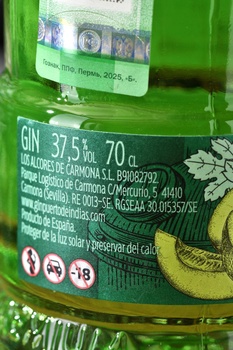 Гознак, ППФ, Пермь, 2025, «Б».
GIN 37,5% VOL 70 CL
LOS ALCORES DE CARMONA S.L. B91082792.
Parque Logístico de Carmona C/Mercurio, 5 41410
Carmona (Sevilla). RE 0013-SE. RGSEAA 30.015357/SE
www.ginpuertodeindias.com
Producto de España.
Proteger de la luz solar y preservar del calor
-18